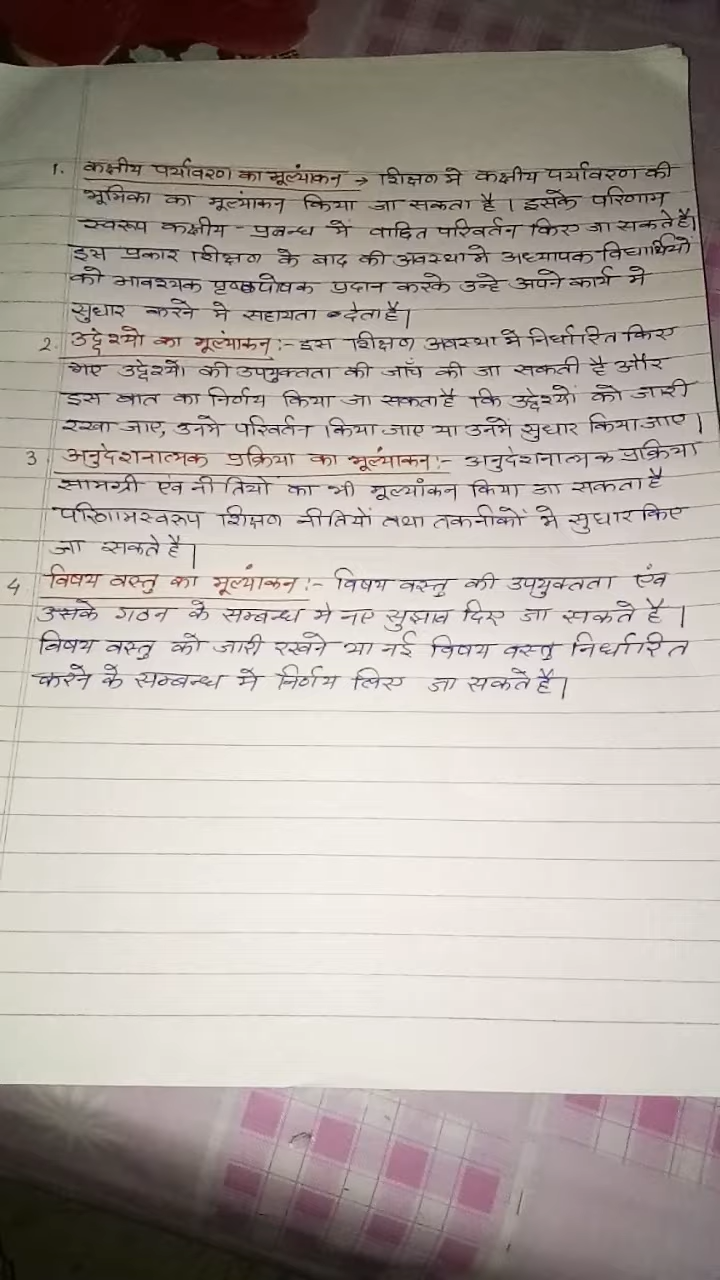 1. कक्षीय पर्यावरण का मूल्यांकन → शिक्षण मे कक्षीय पर्यावरण की
भूमिका का मूल्यांकन किया जा सकता है। इसके परिणाम
स्वरूप कक्षीय - प्रबन्ध में वांछित परिवर्तन किए जा सकते है।
इस प्रकार शिक्षण के बाद की अवस्था मे अध्यापक विद्यार्थियों
को आवश्यक पृष्ठपोषक प्रदान करके उन्हे अपने कार्य मे
सुधार करने मे सहायता देता है।
2. उद्देश्यो का मूल्यांकन :- इस शिक्षण अवस्था मे निर्धारित किए
गए उद्देश्यों की उपयुक्तता की जाँच की जा सकती है और
इस बात का निर्णय किया जा सकता है कि उद्देश्यों को जारी
रखा जाए, उनमे परिवर्तन किया जाए या उनमें सुधार किया जाए।
3 अनुदेशनात्मक प्रक्रिया का मूल्यांकन :- अनुदेशनात्मक प्रक्रिया
सामग्री एंव नीतियों का भी मूल्यांकन किया जा सकता है
परिणामस्वरूप शिक्षण नीतियों तथा तकनीकों मे सुधार किए
जा सकते है।
4 विषय वस्तु का मूल्यांकन :- विषय वस्तु की उपयुक्तता एंव
उसके गठन के सम्बन्ध मे नए सुझाव दिए जा सकते है।
विषय वस्तु को जारी रखने या नई विषय वस्तु निर्धारित
करने के सम्बन्ध में निर्णय लिए जा सकते है।